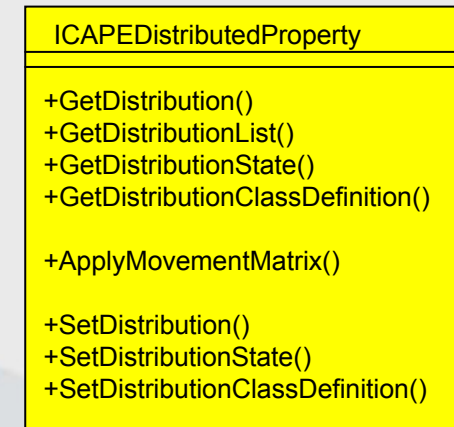 ICAPEDistributedProperty
+GetDistribution()
+GetDistributionList()
+GetDistributionState()
+GetDistributionClassDefinition()
+ApplyMovementMatrix()
+SetDistribution()
+SetDistributionState()
+SetDistributionClassDefinition()